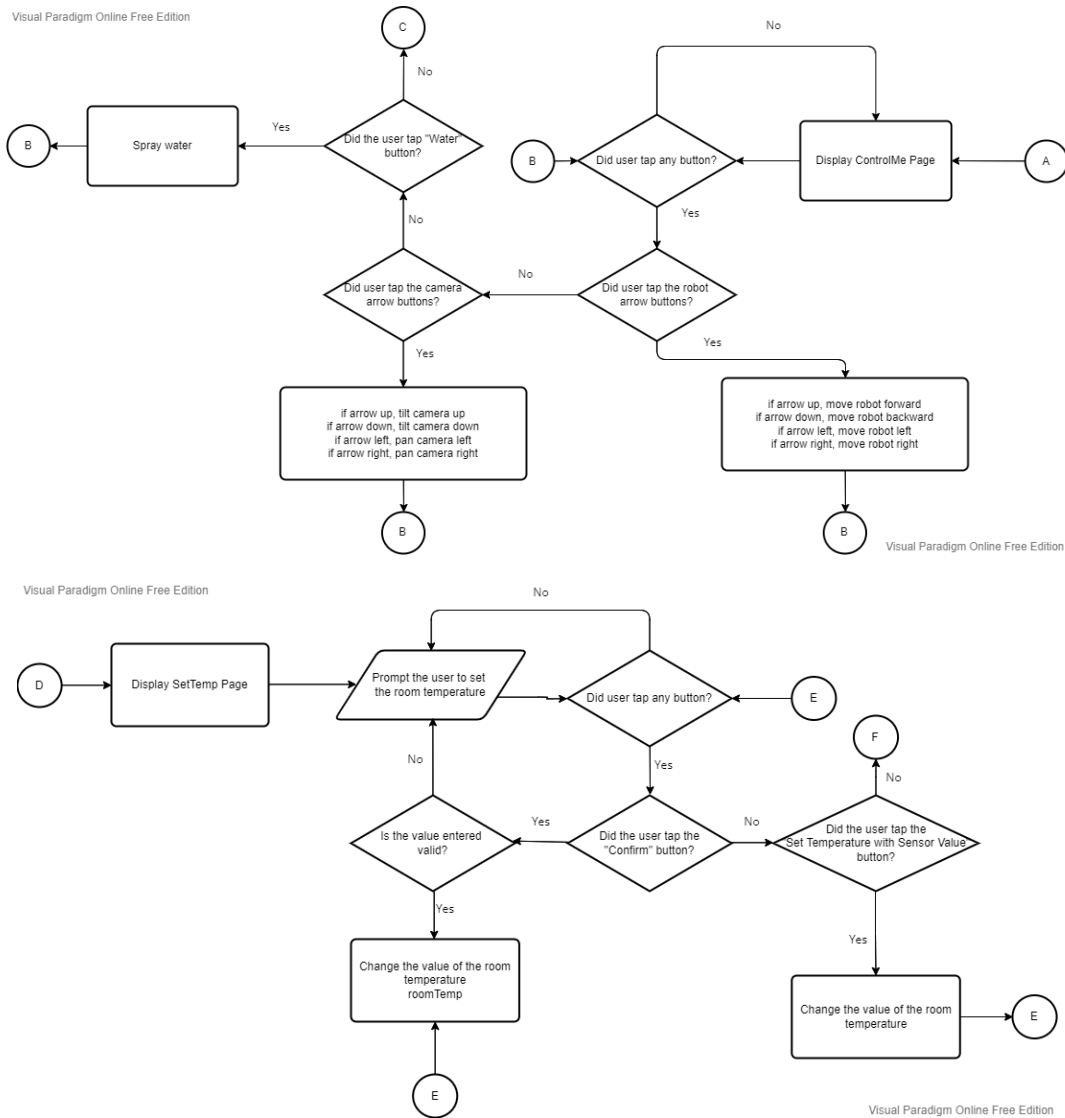 Visual Paradigm Online Free Edition
C
No
No
Did the user tap "Water"
button?
Yes
Spray water
B
B
Did user tap any button?
Display ControlMe Page
A
No
Yes
Did user tap the camera
arrow buttons?
No
Did user tap the robot
arrow buttons?
Yes
Yes
if arrow up, tilt camera up
if arrow down, tilt camera down
if arrow left, pan camera left
if arrow right, pan camera right
if arrow up, move robot forward
if arrow down, move robot backward
if arrow left, move robot left
if arrow right, move robot right
B
B
Visual Paradigm Online Free Edition
Visual Paradigm Online Free Edition
No
D
Display SetTemp Page
Prompt the user to set
the room temperature
Did user tap any button?
E
F
No
Yes
No
Is the value entered
valid?
Yes
Did the user tap the
"Confirm" button?
No
Did the user tap the
Set Temperature with Sensor Value
button?
Yes
Yes
Change the value of the room
temperature
roomTemp
Change the value of the room
temperature
E
E
Visual Paradigm Online Free Edition